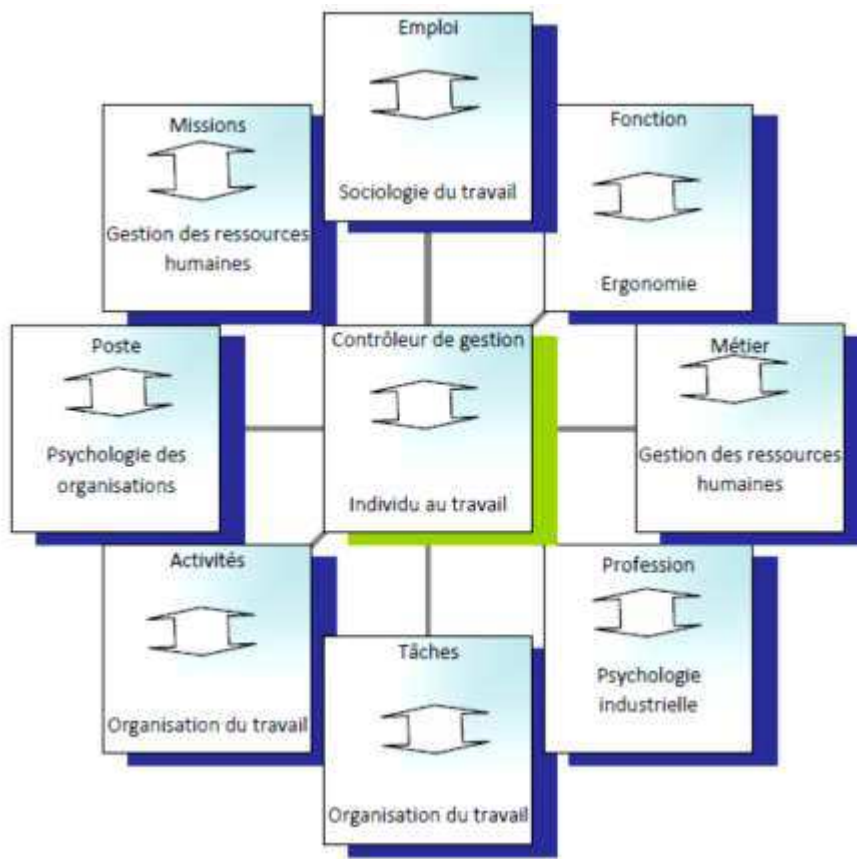 Emploi
Sociologie du travail
Missions
Gestion des ressources
humaines
Fonction
Ergonomie
Poste
Psychologie des
organisations
Contrôleur de gestion
Individu au travail
Métier
Gestion des ressources
humaines
Activités
Organisation du travail
Tâches
Organisation du travail
Profession
Psychologie
industrielle